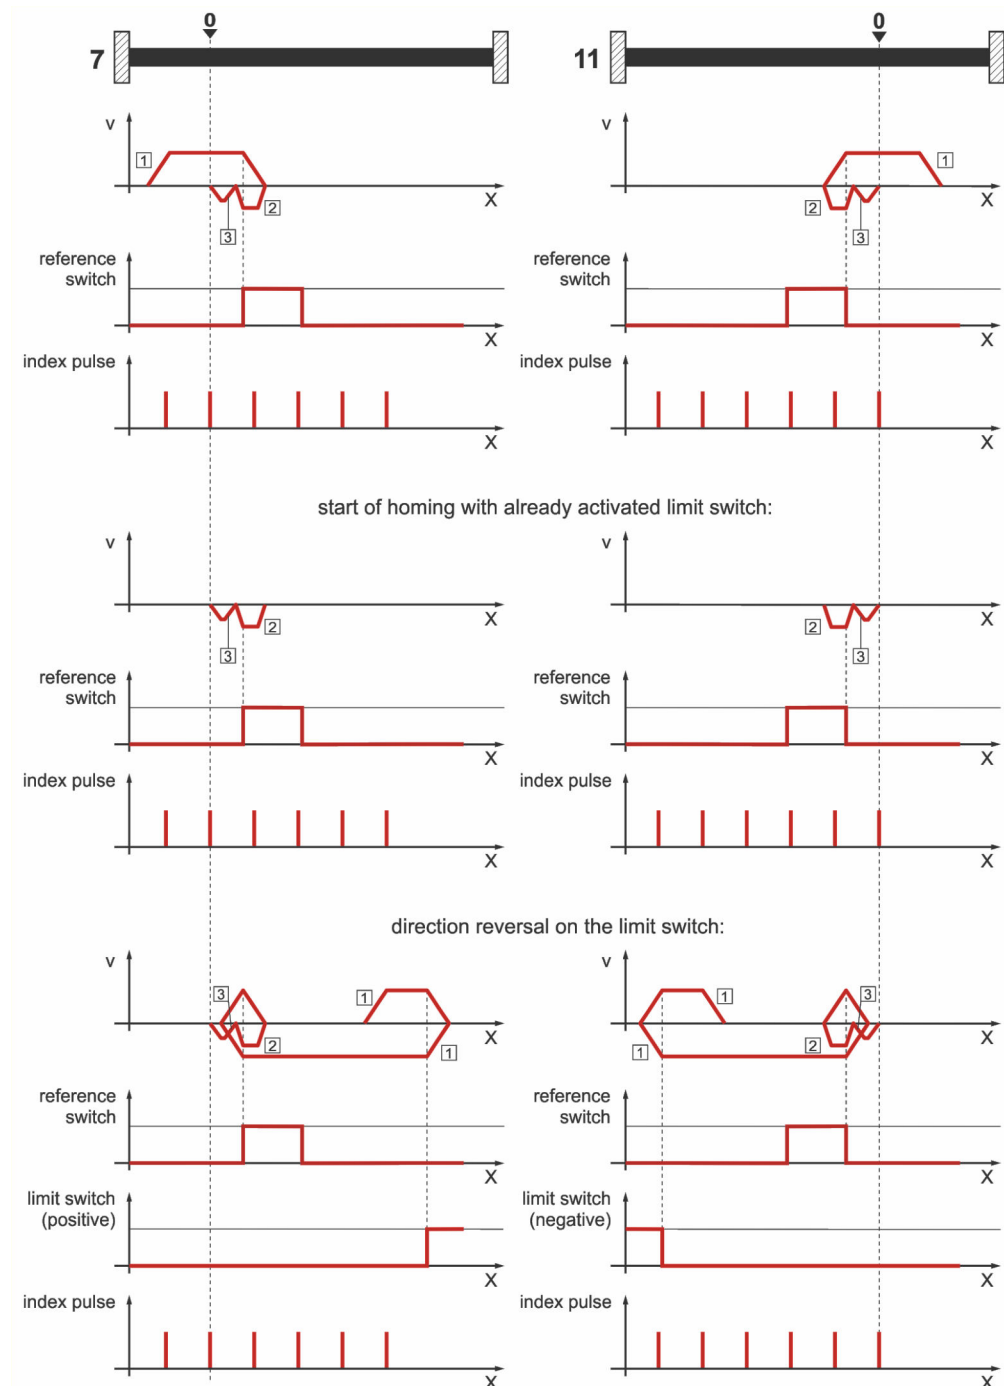 0
0
7
11
v
v
1
1
X
X
2
2
3
3
reference
switch
reference
switch
X
X
index pulse
index pulse
X
X
start of homing with already activated limit switch:
v
v
X
X
2
2
3
3
reference
switch
reference
switch
X
X
index pulse
index pulse
X
X
direction reversal on the limit switch:
v
v
3
1
1
3
X
X
2
1
1
2
reference
switch
reference
switch
X
X
limit switch
(positive)
limit switch
(negative)
X
X
index pulse
index pulse
X
X